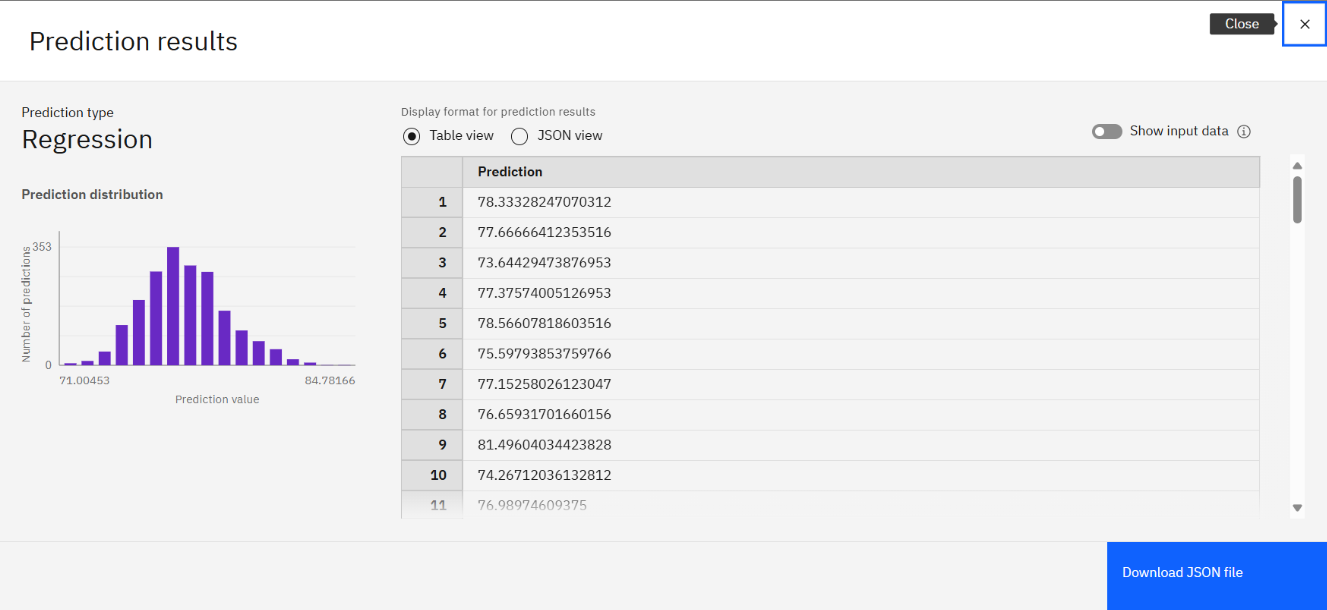 Close
Prediction results
Prediction type
Regression
Prediction distribution
353
Number of predictions
0
71.00453
84.78166
Prediction value
Display format for prediction results
Table view
JSON view
Show input data
Prediction
1 78.33328247070312
2 77.66666412353516
3 73.64429473876953
4 77.37574005126953
5 78.56607818603516
6 75.59793853759766
7 77.15258026123047
8 76.65931701660156
9 81.49604034423828
10 74.26712036132812
11 76.98974609375
Download JSON file